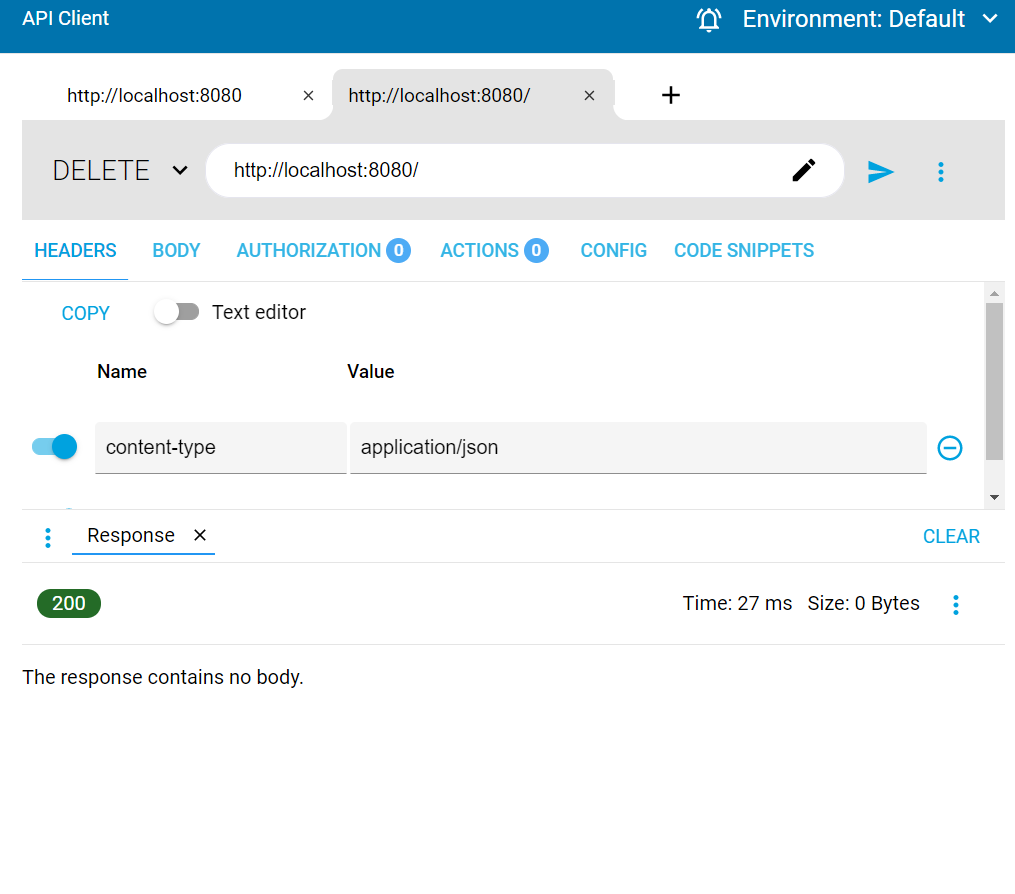 API Client
Environment: Default
http://localhost:8080
http://localhost:8080/
DELETE
http://localhost:8080/
HEADERS BODY AUTHORIZATION 0 ACTIONS 0 CONFIG CODE SNIPPETS
COPY Text editor
Name Value
content-type application/json
Response CLEAR
200 Time: 27 ms Size: 0 Bytes
The response contains no body.